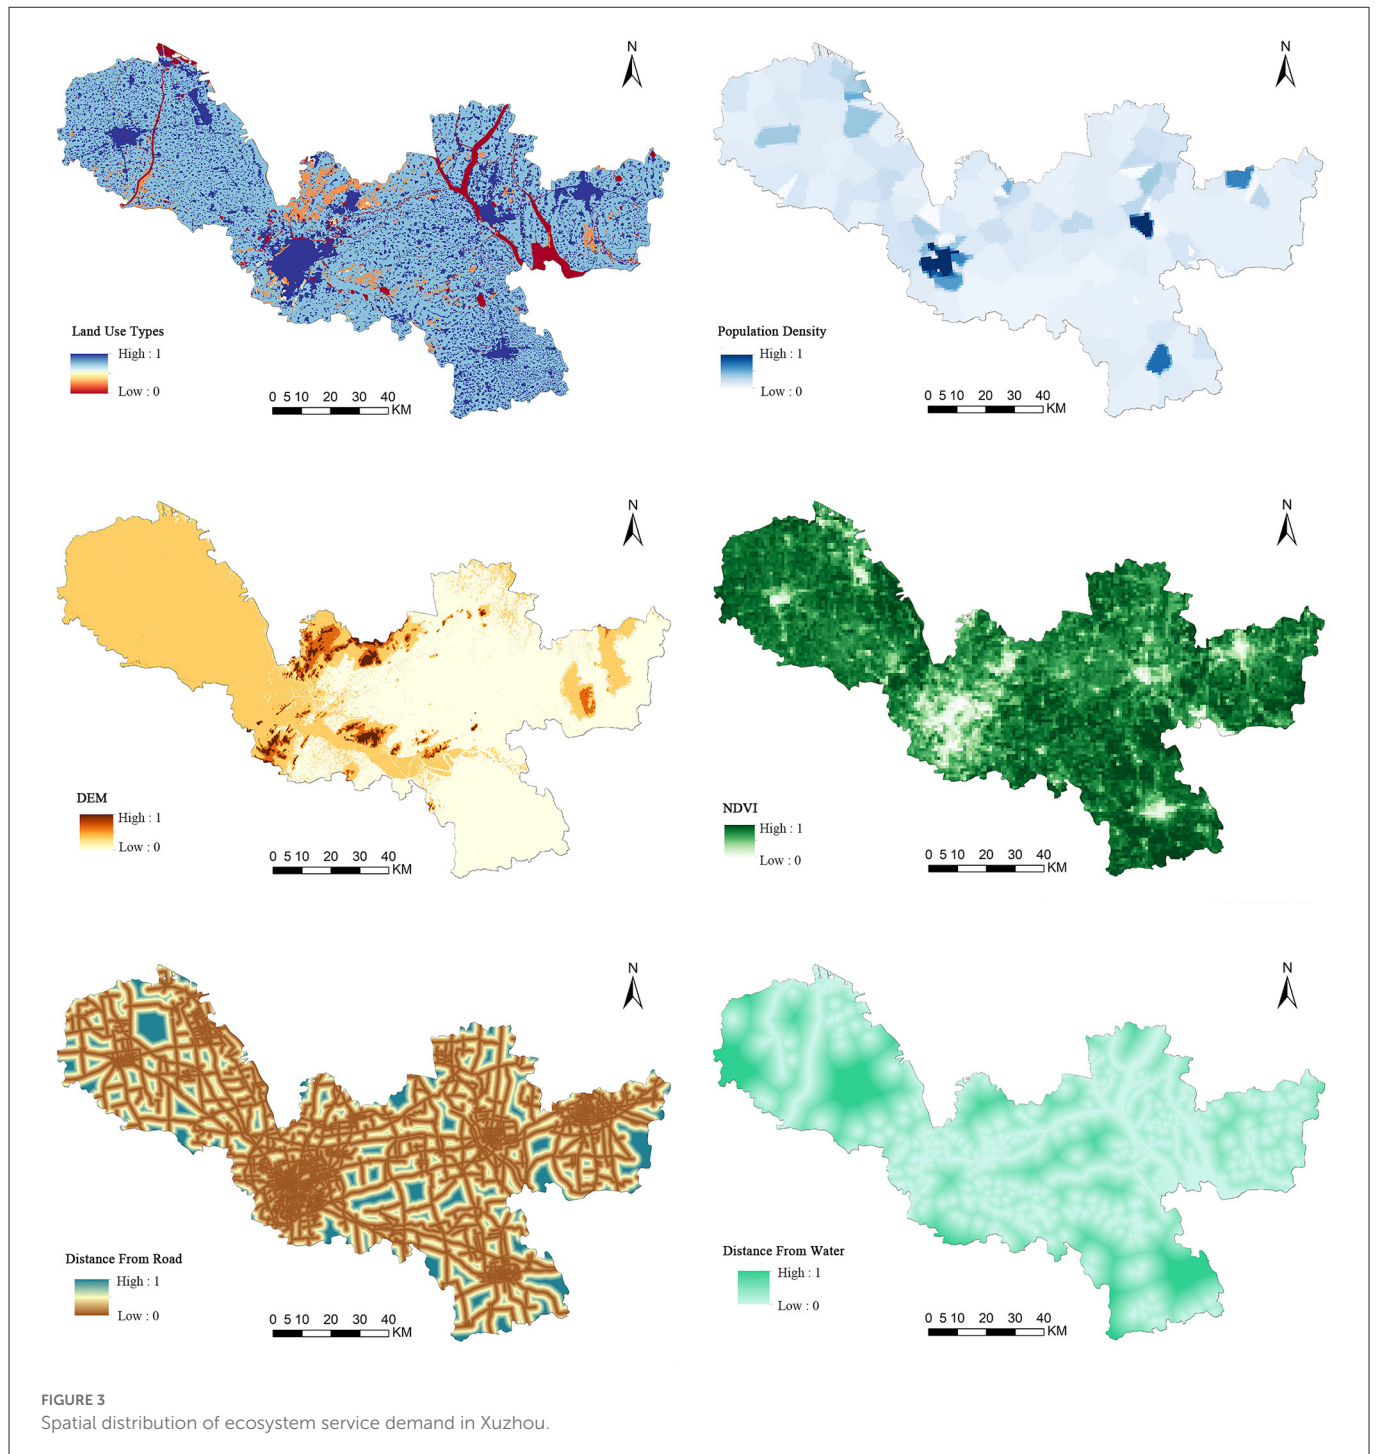 N
N
Land Use Types
High : 1
Low : 0
0 5 10 20 30 40
KM
Population Density
High : 1
Low : 0
0 5 10 20 30 40
KM
N
N
DEM
High : 1
Low : 0
0 5 10 20 30 40
KM
NDVI
High : 1
Low : 0
0 5 10 20 30 40
KM
N
N
Distance From Road
High : 1
Low : 0
0 5 10 20 30 40
KM
Distance From Water
High : 1
Low : 0
0 5 10 20 30 40
KM
FIGURE 3
Spatial distribution of ecosystem service demand in Xuzhou.